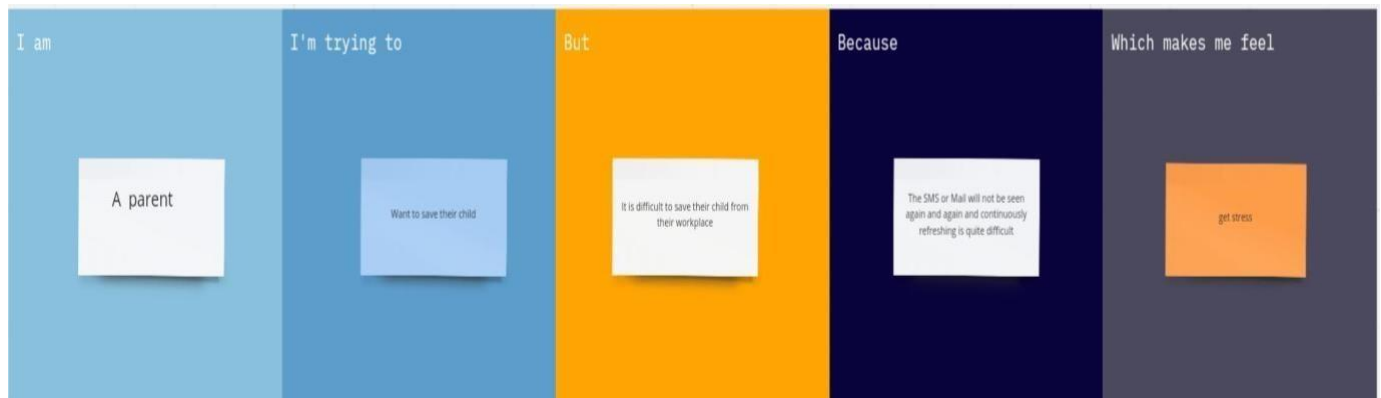 I am
A parent
I'm trying to
Want to save their child
But
It is difficult to save their child from
their workplace
Because
The SMS or Mail will not be seen
again and again and continuously
refreshing is quite difficult
Which makes me feel
get stress